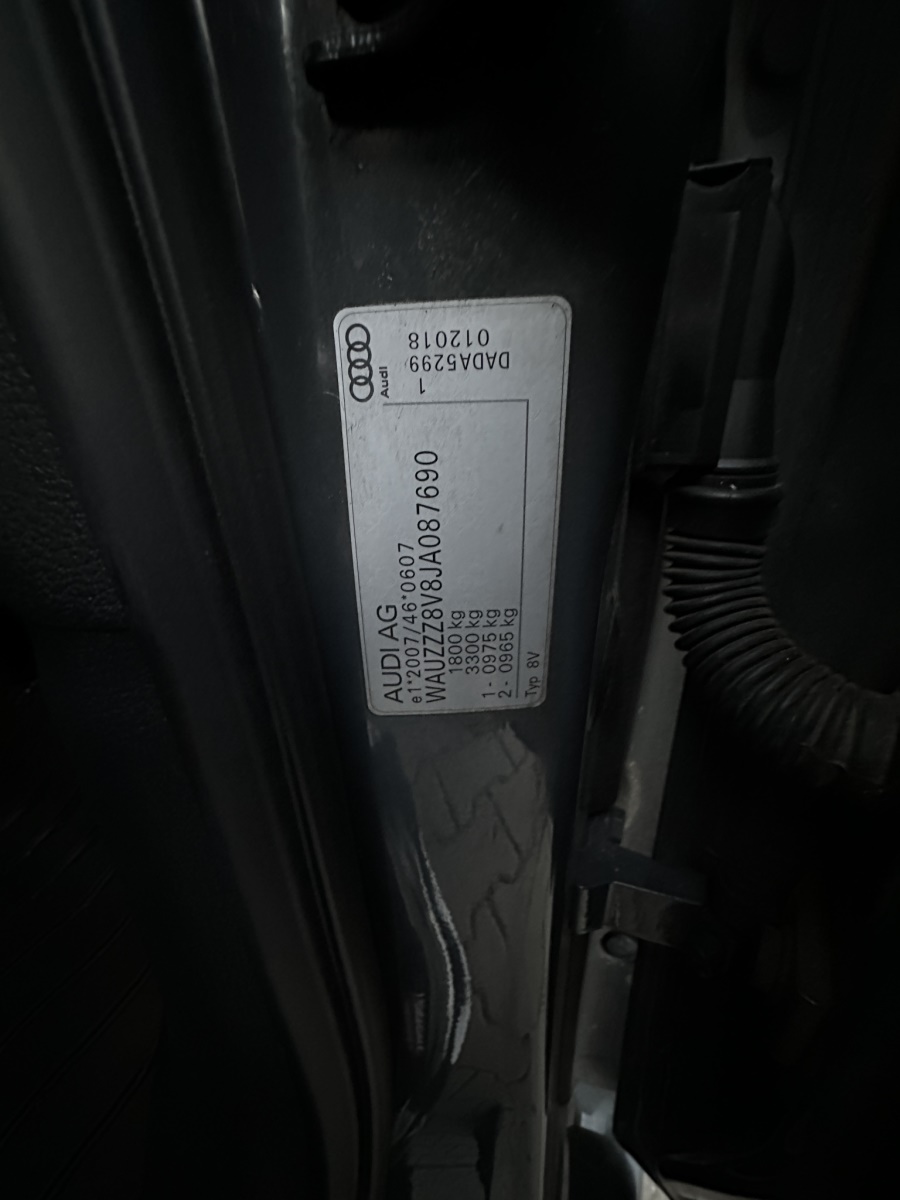 AUDI AG
e1*2007/46*0607
WAUZZZ8V8JA087690
1800 kg
3300 kg
1 - 0975 kg
2 - 0965 kg
Typ 8V
Audi
1
DADA5299
012018